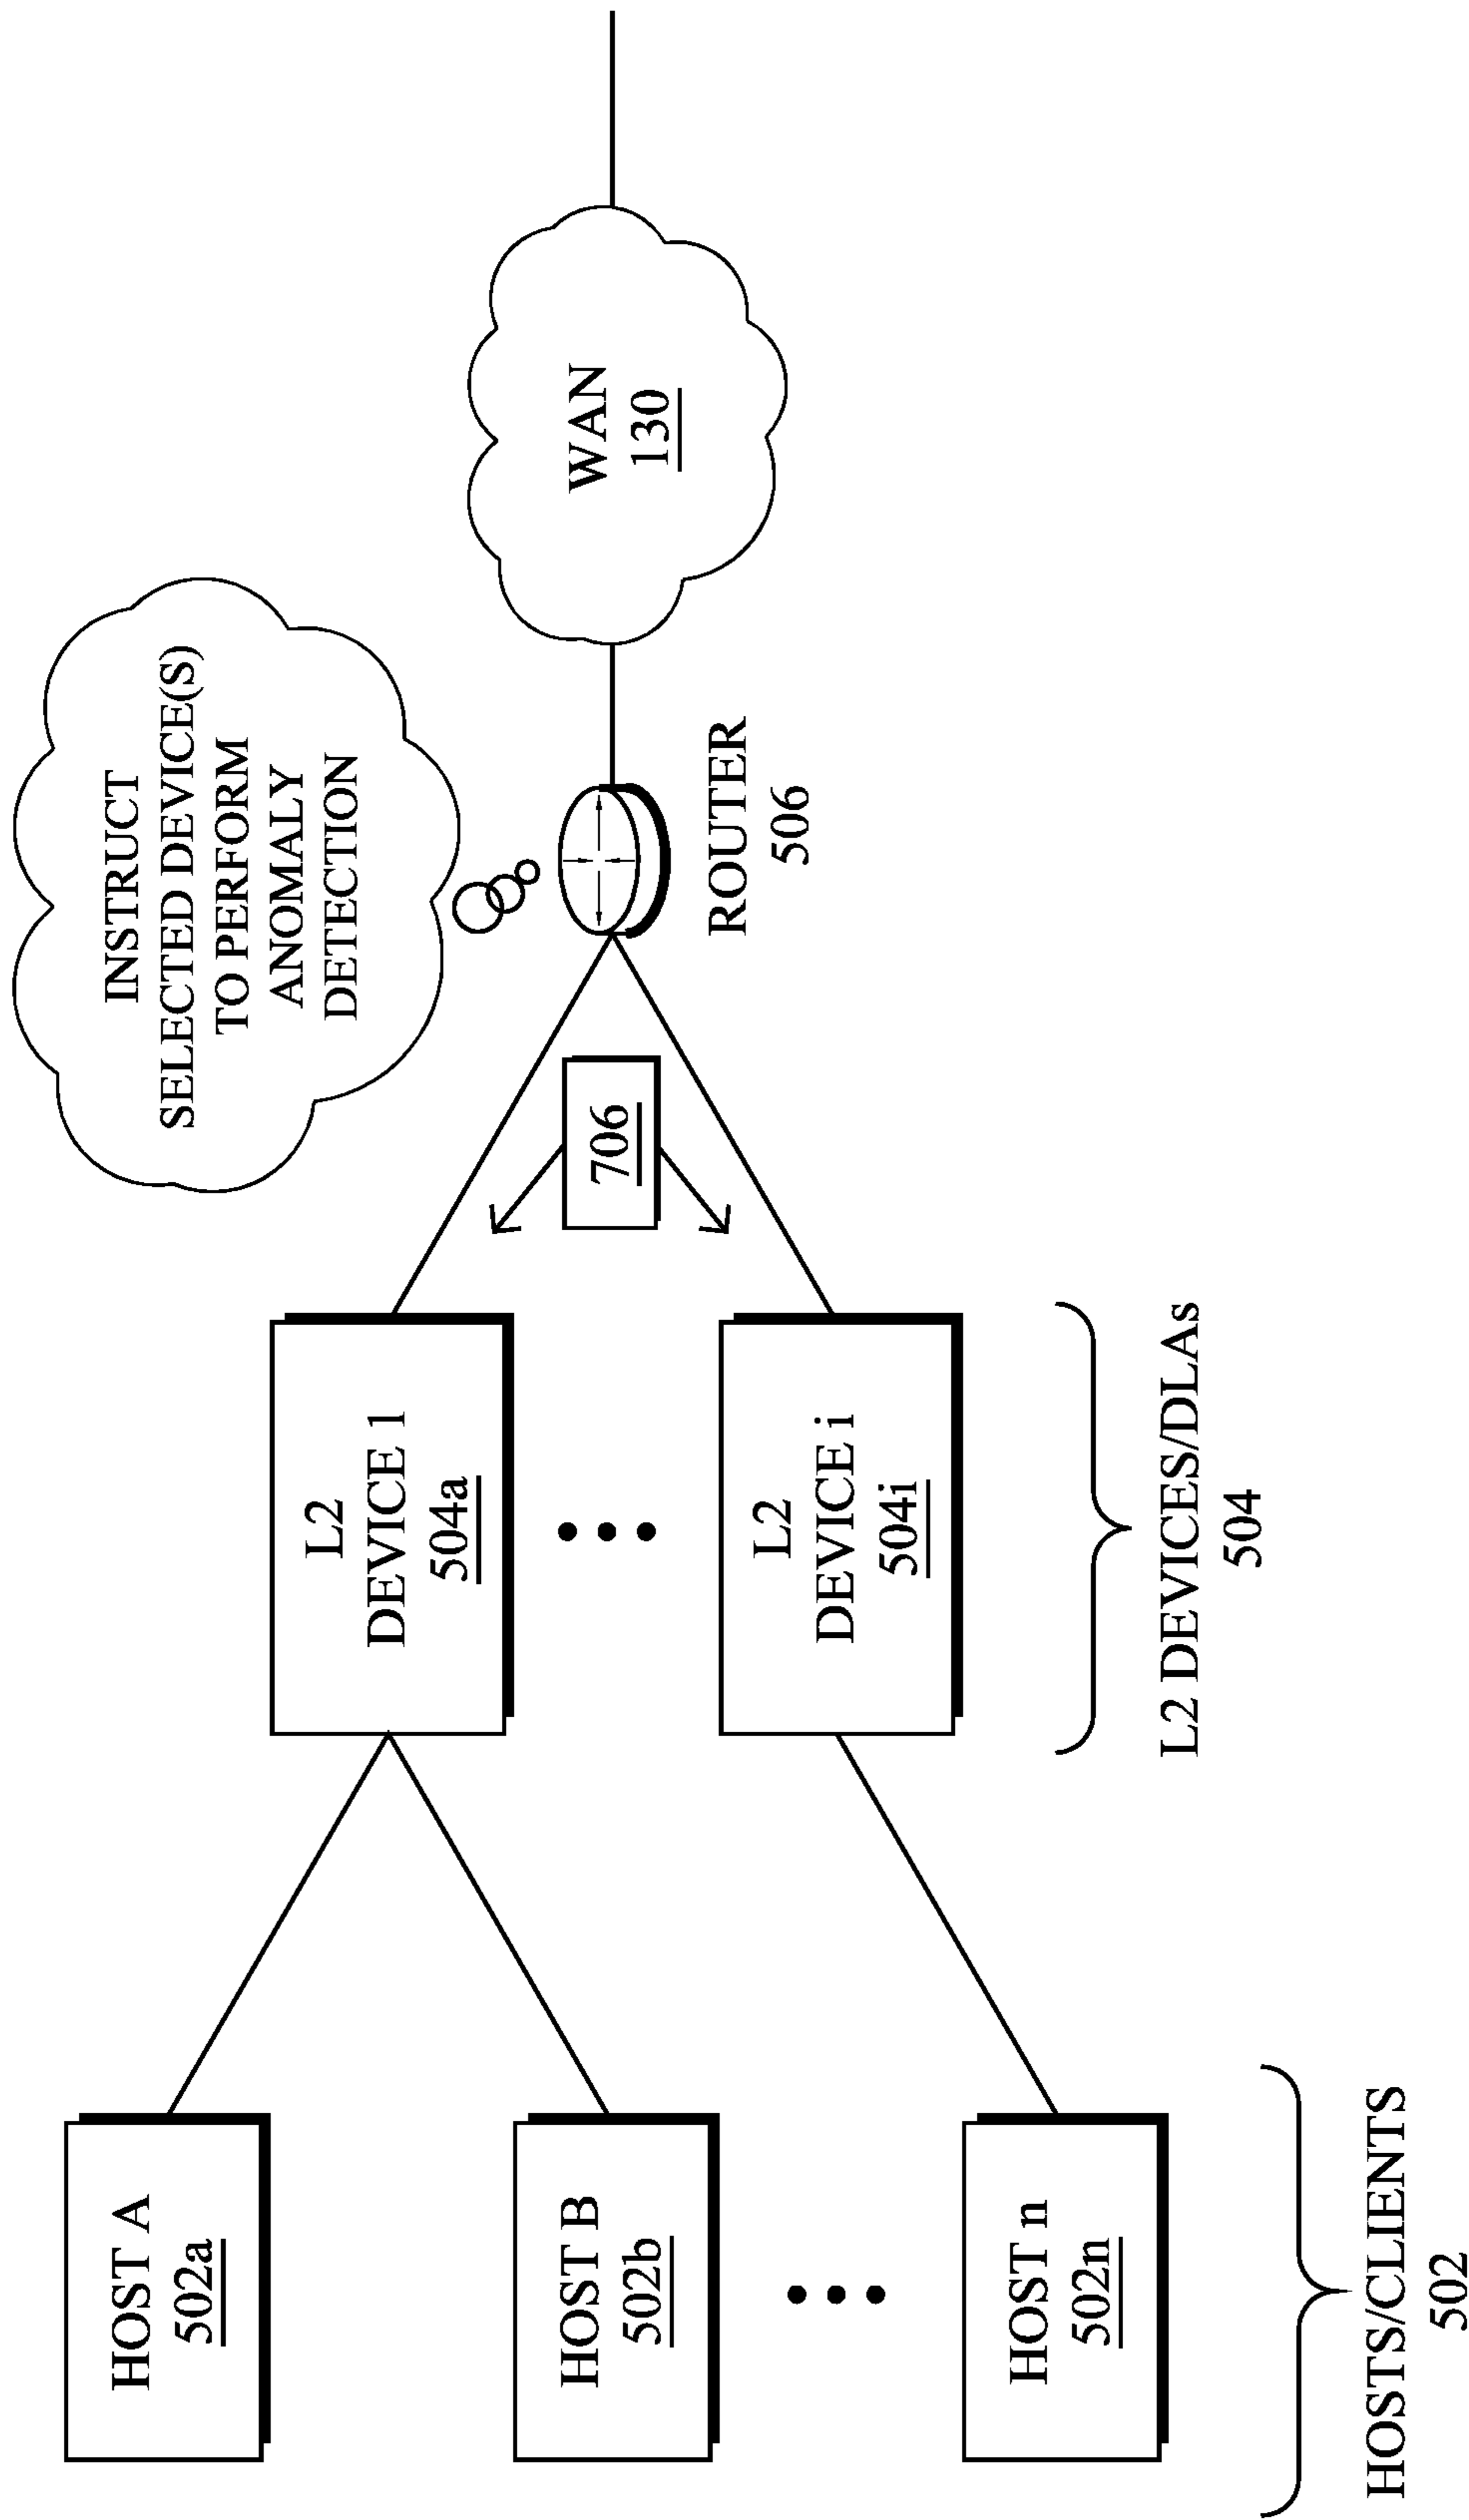 INSTRUCT
SELECTED DEVICE(S)
TO PERFORM
ANOMALY
DETECTION
HOST A
502a
L2
DEVICE 1
504a
HOST B
502b
706
WAN
130
ROUTER
506
L2
DEVICE i
504i
HOST n
502n
L2 DEVICES/DLAs
504
HOSTS/CLIENTS
502